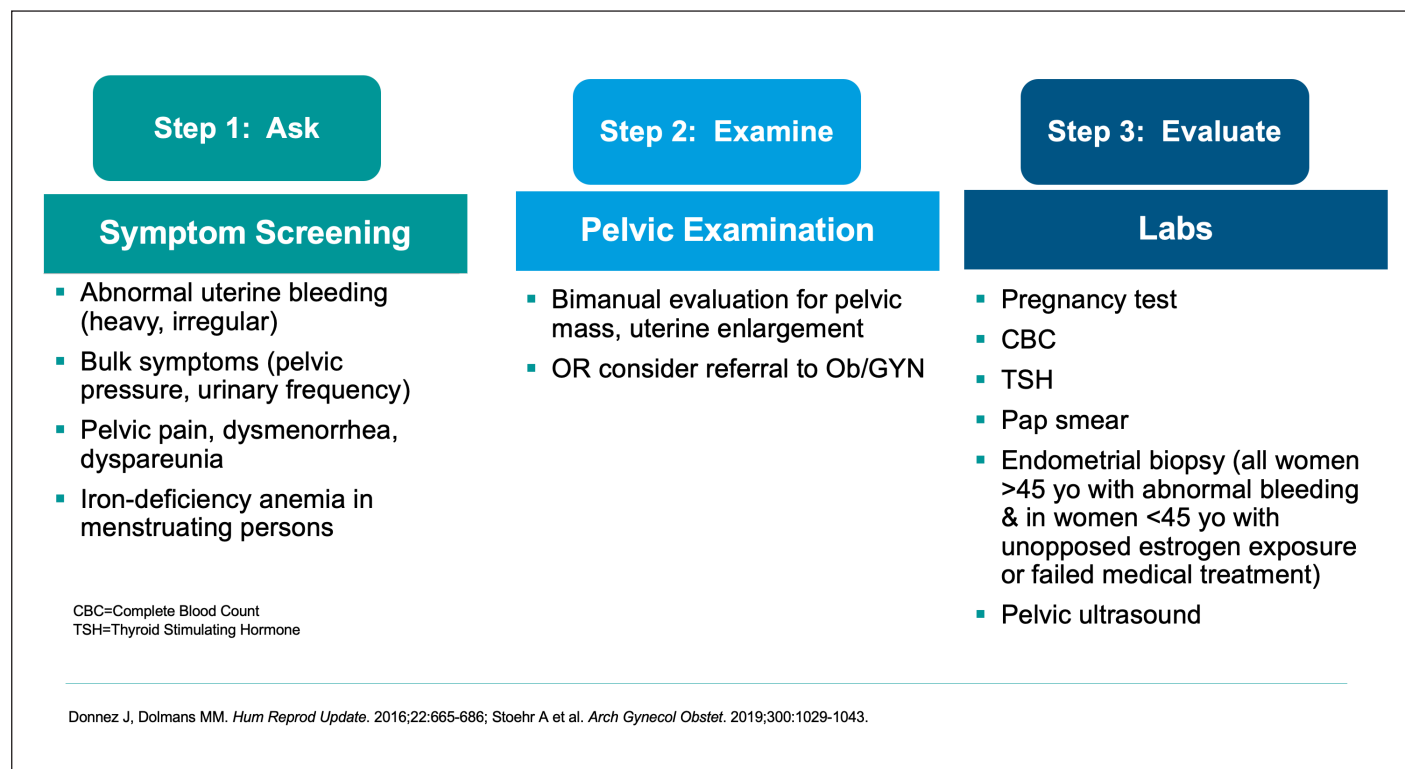 Step 1:  Ask
Symptom Screening
▪ Abnormal uterine bleeding
(heavy, irregular)
▪ Bulk symptoms (pelvic
pressure, urinary frequency)
▪ Pelvic pain, dysmenorrhea,
dyspareunia
▪ Iron-deficiency anemia in
menstruating persons
CBC=Complete Blood Count
TSH=Thyroid Stimulating Hormone
Step 2:  Examine
Pelvic Examination
▪ Bimanual evaluation for pelvic
mass, uterine enlargement
▪ OR consider referral to Ob/GYN
Step 3:  Evaluate
Labs
▪ Pregnancy test
▪ CBC
▪ TSH
▪ Pap smear
▪ Endometrial biopsy (all women
>45 yo with abnormal bleeding
& in women <45 yo with
unopposed estrogen exposure
or failed medical treatment)
▪ Pelvic ultrasound
Donnez J, Dolmans MM. Hum Reprod Update. 2016;22:665-686; Stoehr A et al. Arch Gynecol Obstet. 2019;300:1029-1043.